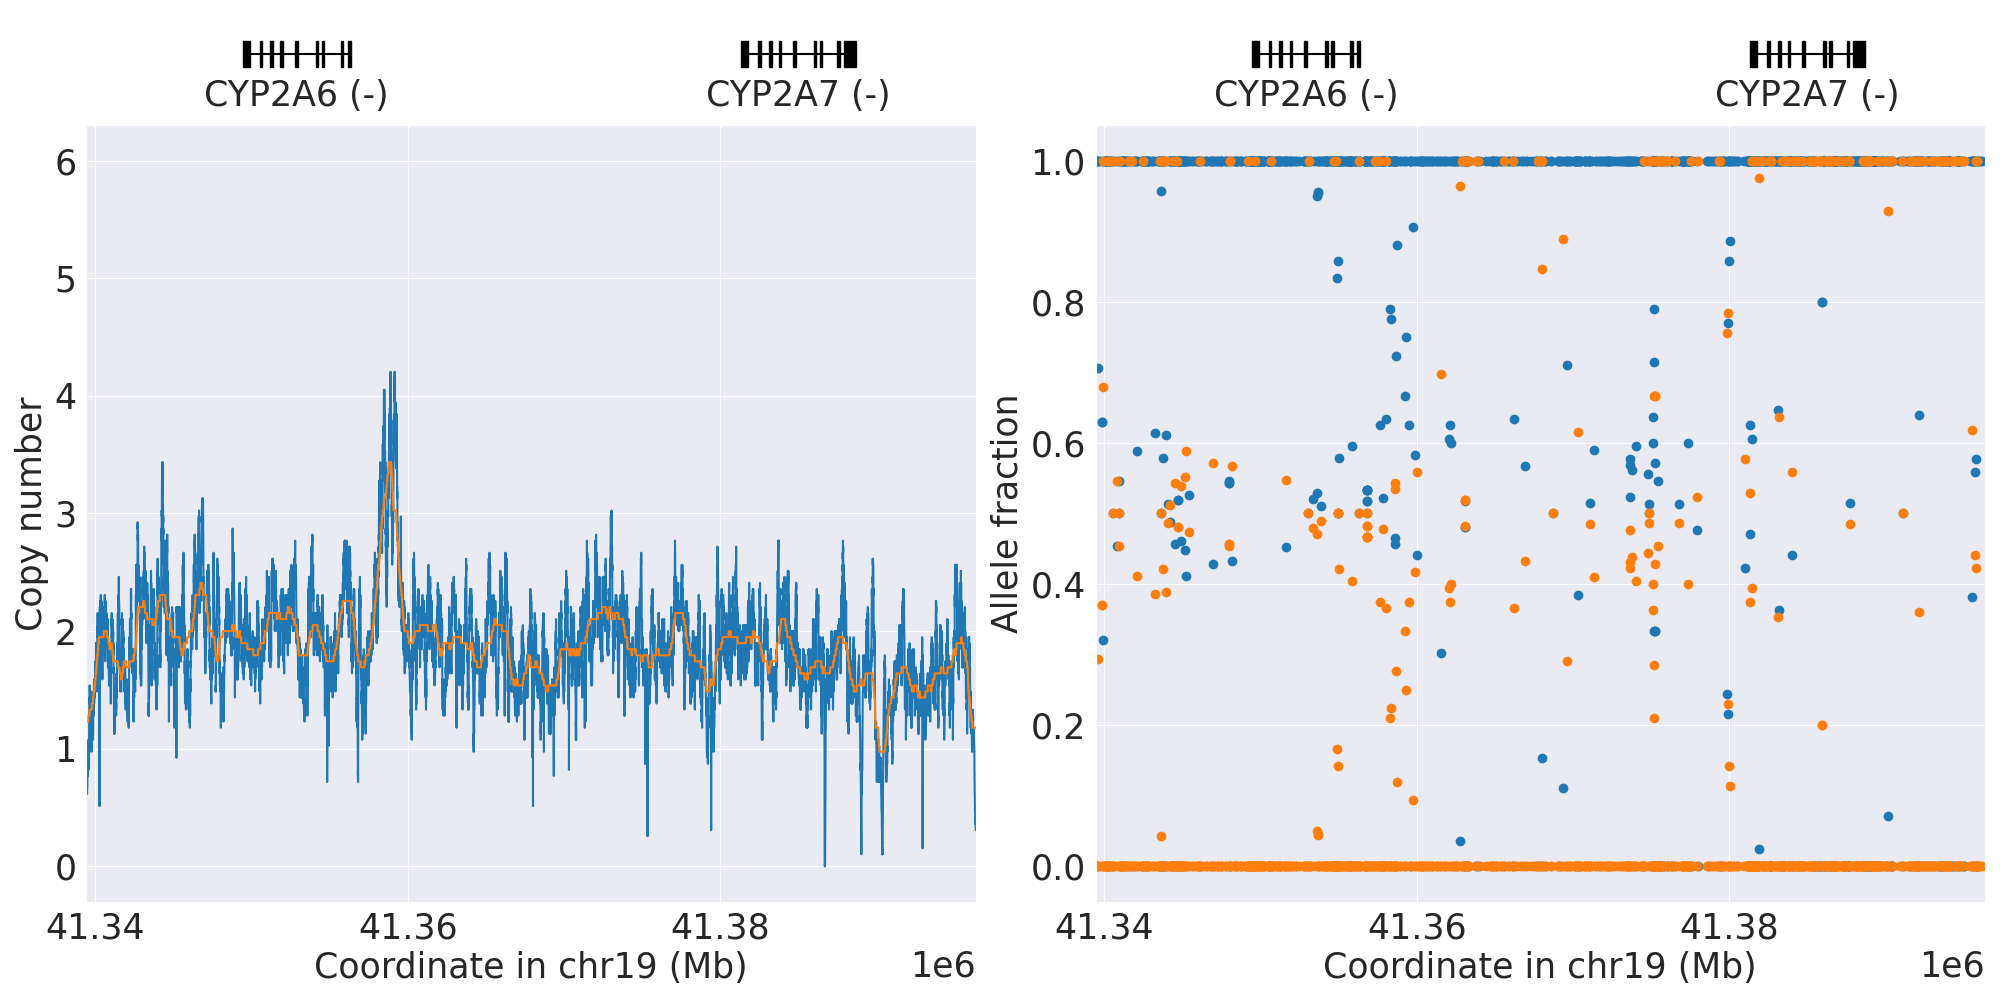 CYP2A6 (-) CYP2A7 (-) CYP2A6 (-) CYP2A7 (-)
6
5
4
3
2
1
0
Copy number
41.34 41.36 41.38
Coordinate in chr19 (Mb) 1e6
1.0
0.8
0.6
0.4
0.2
0.0
Allele fraction
41.34 41.36 41.38
Coordinate in chr19 (Mb) 1e6